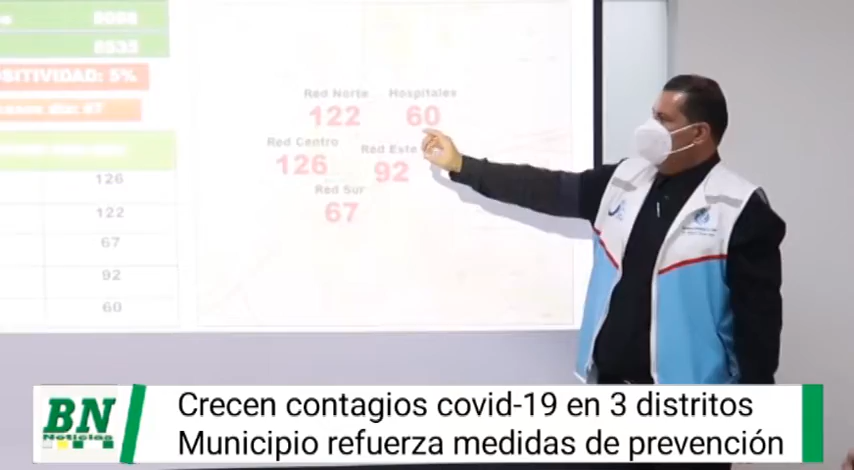 8535
POSITIVIDAD: 5%
126
122
67
92
60
Red Norte
122
Hospitales
60
Red Centro
126
Red Este
92
Red Sur
67
BN
Noticias
Crecen contagios covid-19 en 3 distritos
Municipio refuerza medidas de prevención